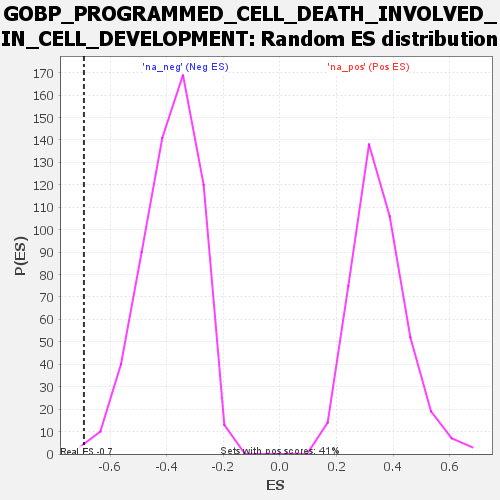 GOBP_PROGRAMMED_CELL_DEATH_INVOLVED_
IN_CELL_DEVELOPMENT: Random ES distribution
'na_neg' (Neg ES)
'na_pos' (Pos ES)
170
160
150
140
130
120
110
100
90
80
70
60
50
40
30
20
10
0
P(ES)
Real ES -0.7
Sets with pos scores: 41%
-0.6 -0.4 -0.2 0.0 0.2 0.4 0.6
ES